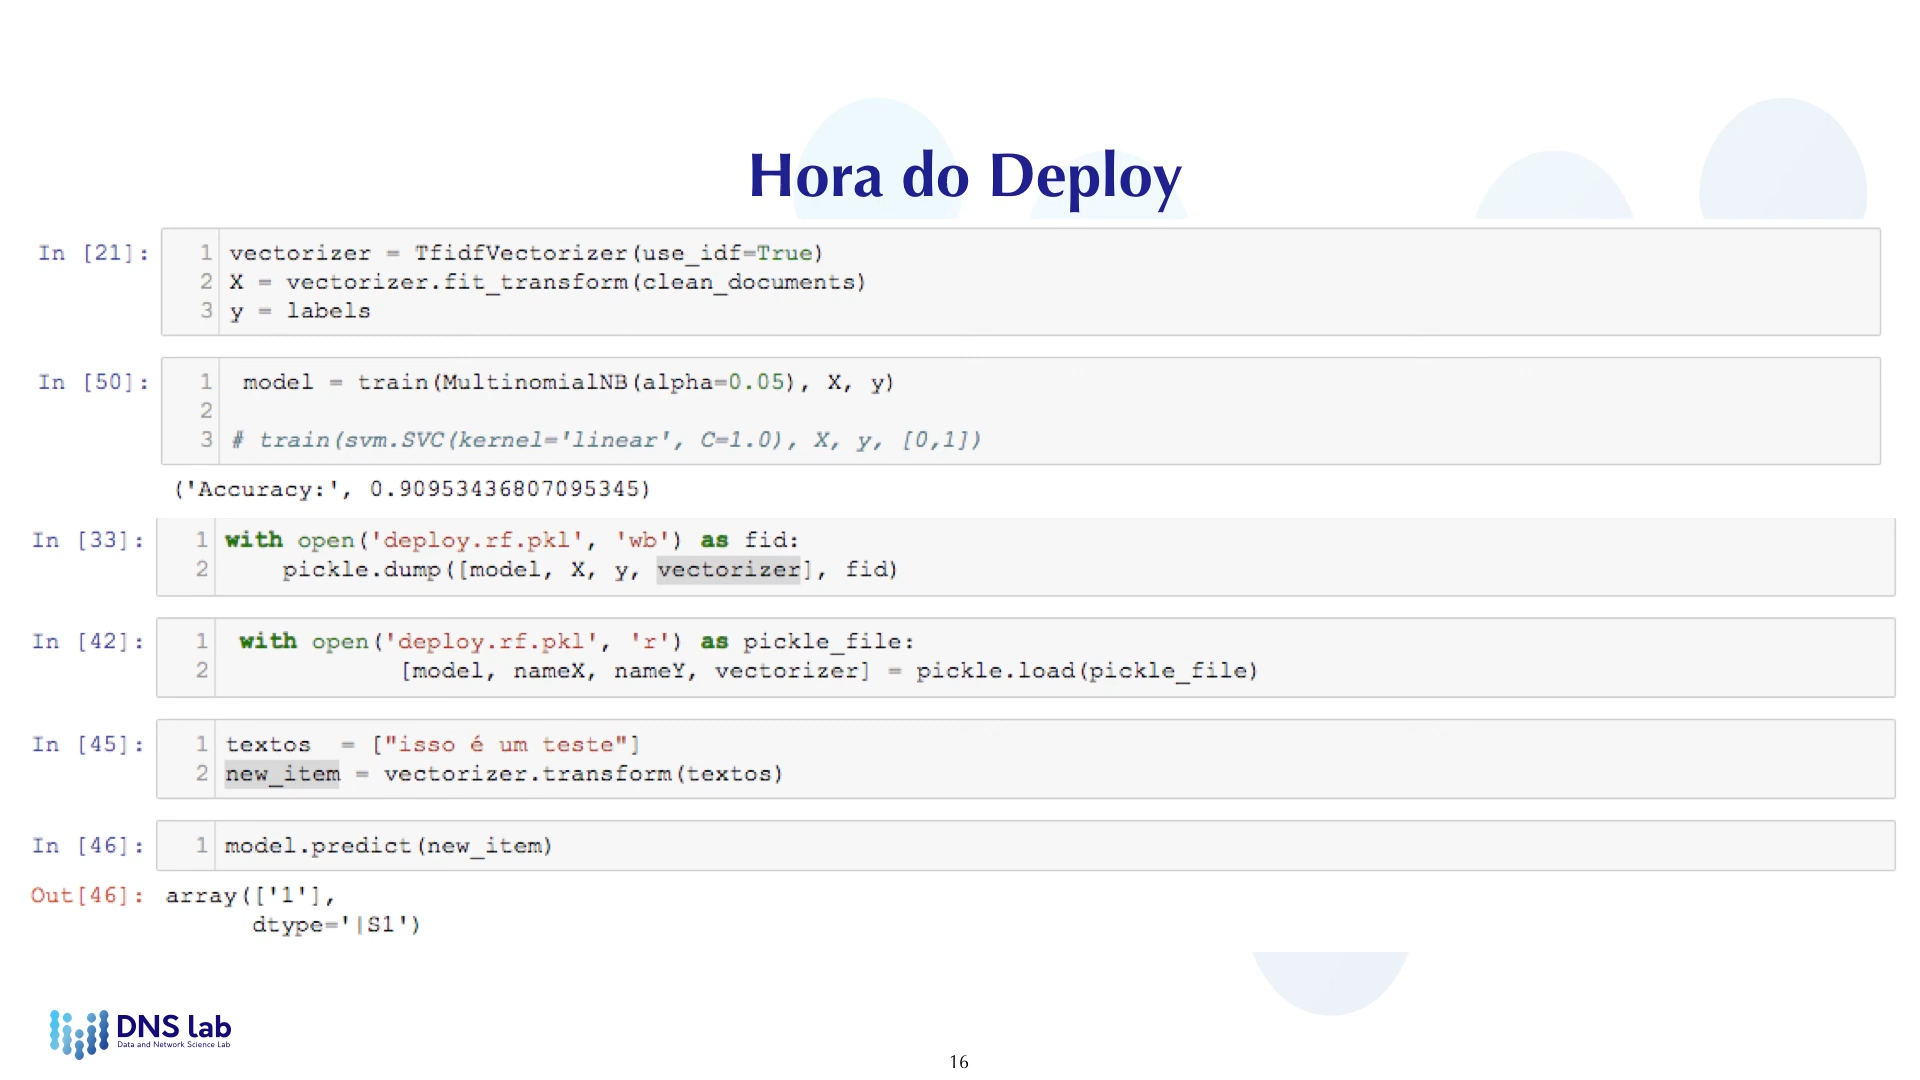 Hora do Deploy
In [21]:
1 vectorizer = TfidfVectorizer(use_idf=True)
2 X = vectorizer.fit_transform(clean_documents)
3 y = labels
In [50]:
1 model = train(MultinomialNB(alpha=0.05), X, y)
2
3 # train(svm.SVC(kernel='linear', C=1.0), X, y, [0,1])
('Accuracy:', 0.90953436807095345)
In [33]:
1 with open('deploy.rf.pkl', 'wb') as fid:
2     pickle.dump([model, X, y, vectorizer], fid)
In [42]:
1 with open('deploy.rf.pkl', 'r') as pickle_file:
2            [model, nameX, nameY, vectorizer] = pickle.load(pickle_file)
In [45]:
1 textos  = ["isso é um teste"]
2 new_item = vectorizer.transform(textos)
In [46]:
1 model.predict(new_item)
Out[46]: array(['1'],
      dtype='|S1')
DNS Lab
Data and Network Science Lab
16